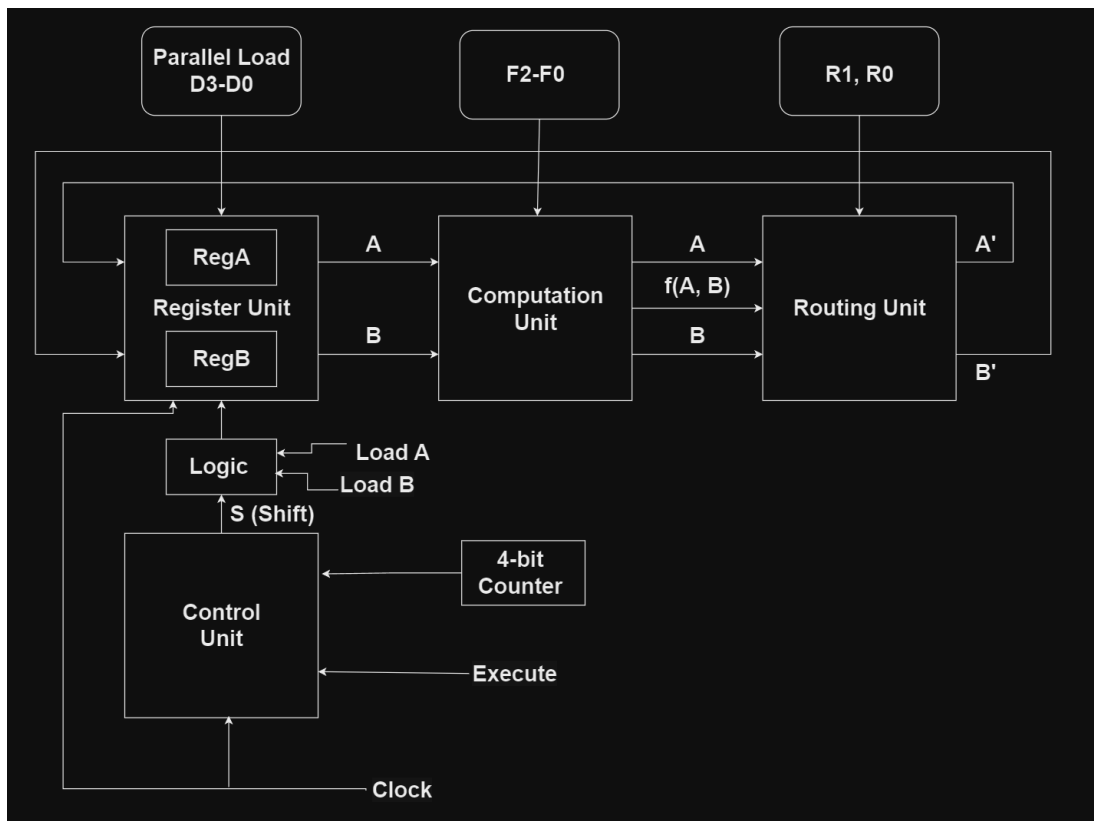 Parallel Load
D3-D0
F2-F0
R1, R0
RegA
Register Unit
RegB
A
B
Computation
Unit
A
f(A, B)
B
Routing Unit
A'
B'
Logic
Load A
Load B
S (Shift)
4-bit
Counter
Control
Unit
Execute
Clock